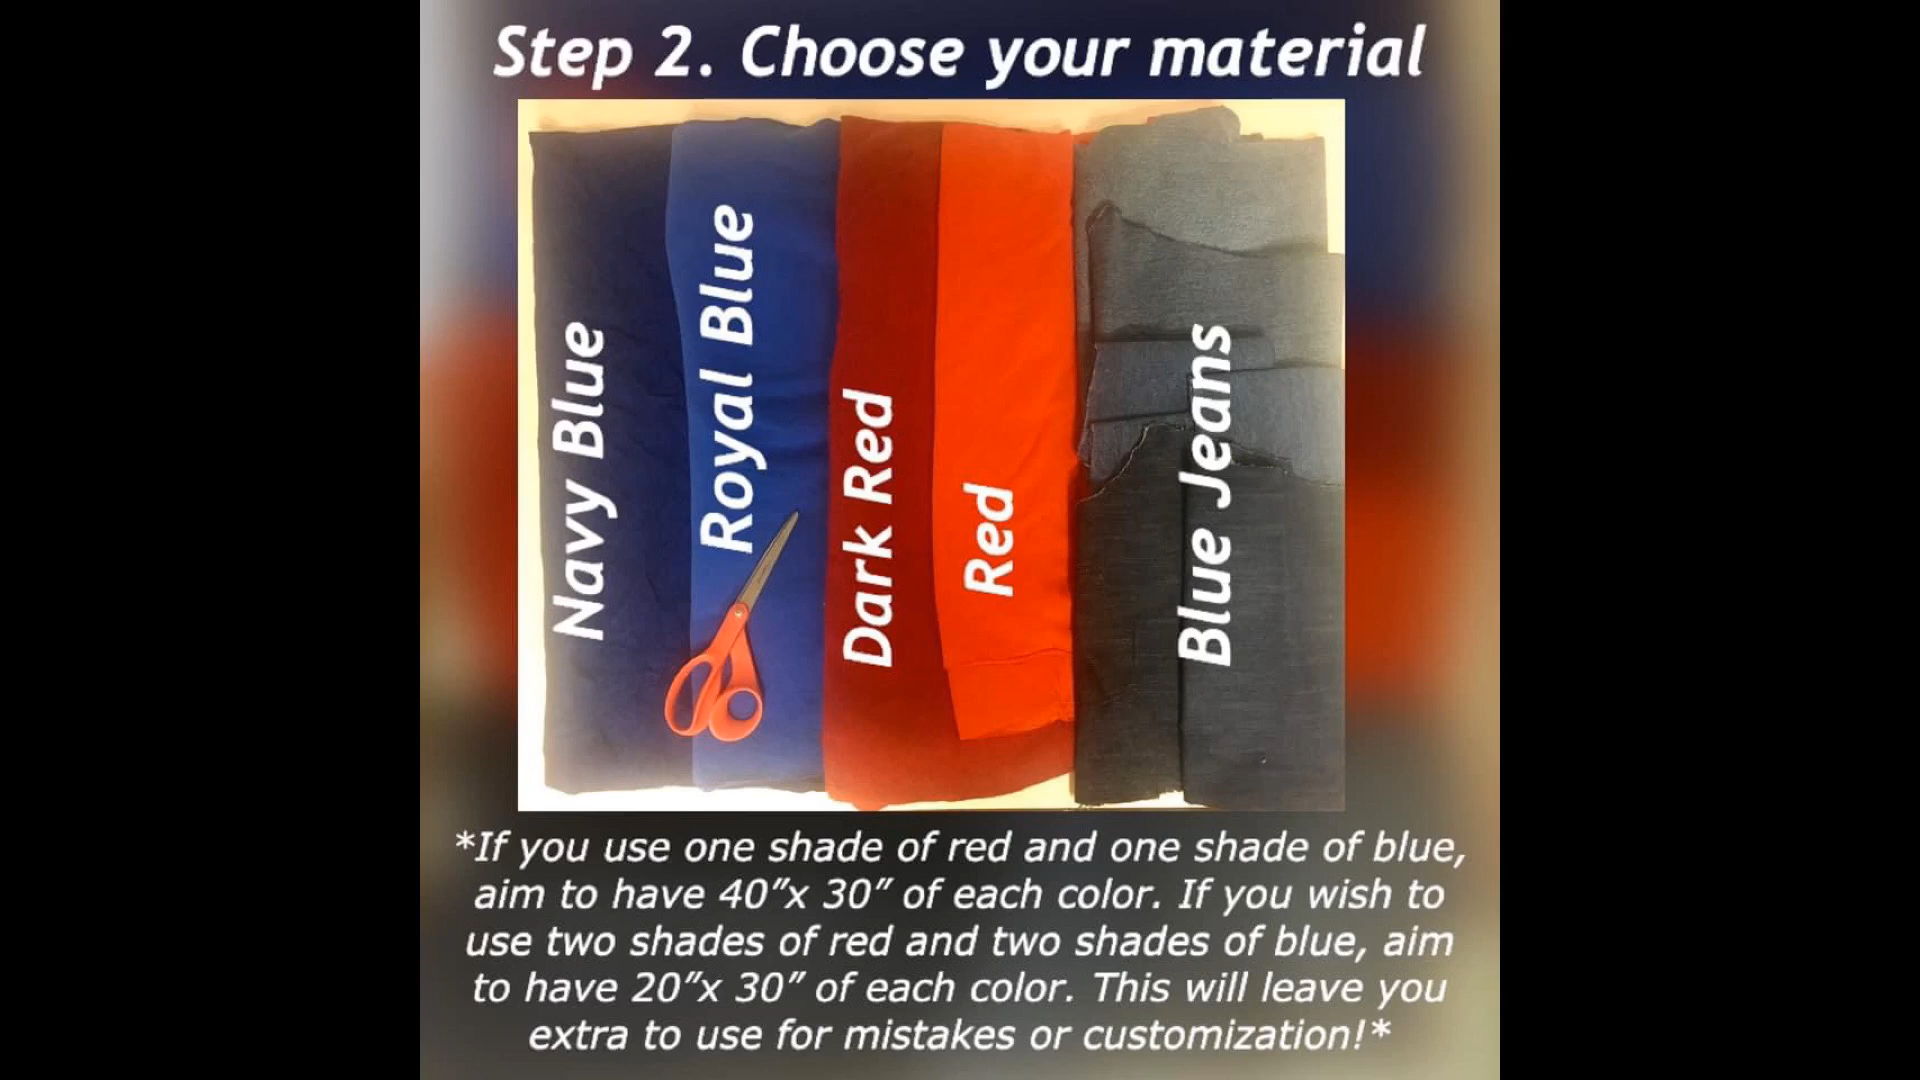 Step 2. Choose your material
Navy Blue
Royal Blue
Dark Red
Red
Blue Jeans
*If you use one shade of red and one shade of blue,
aim to have 40”x 30” of each color. If you wish to
use two shades of red and two shades of blue, aim
to have 20”x 30” of each color. This will leave you
extra to use for mistakes or customization!*